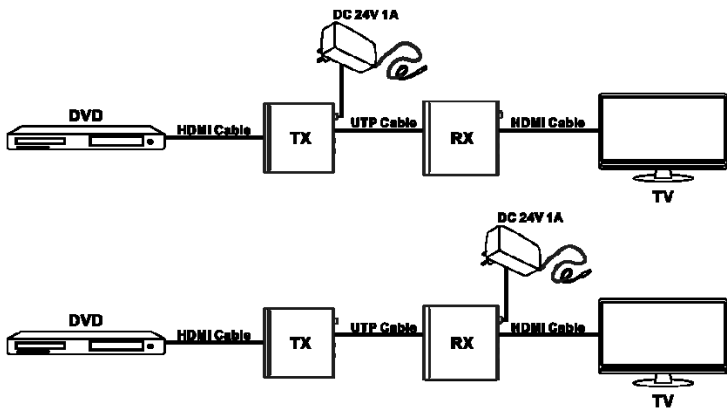 DC 24V 1A
DVD
HDMI Cable
TX
UTP Cable
RX
HDMI Cable
TV
DC 24V 1A
DVD
HDMI Cable
TX
UTP Cable
RX
HDMI Cable
TV